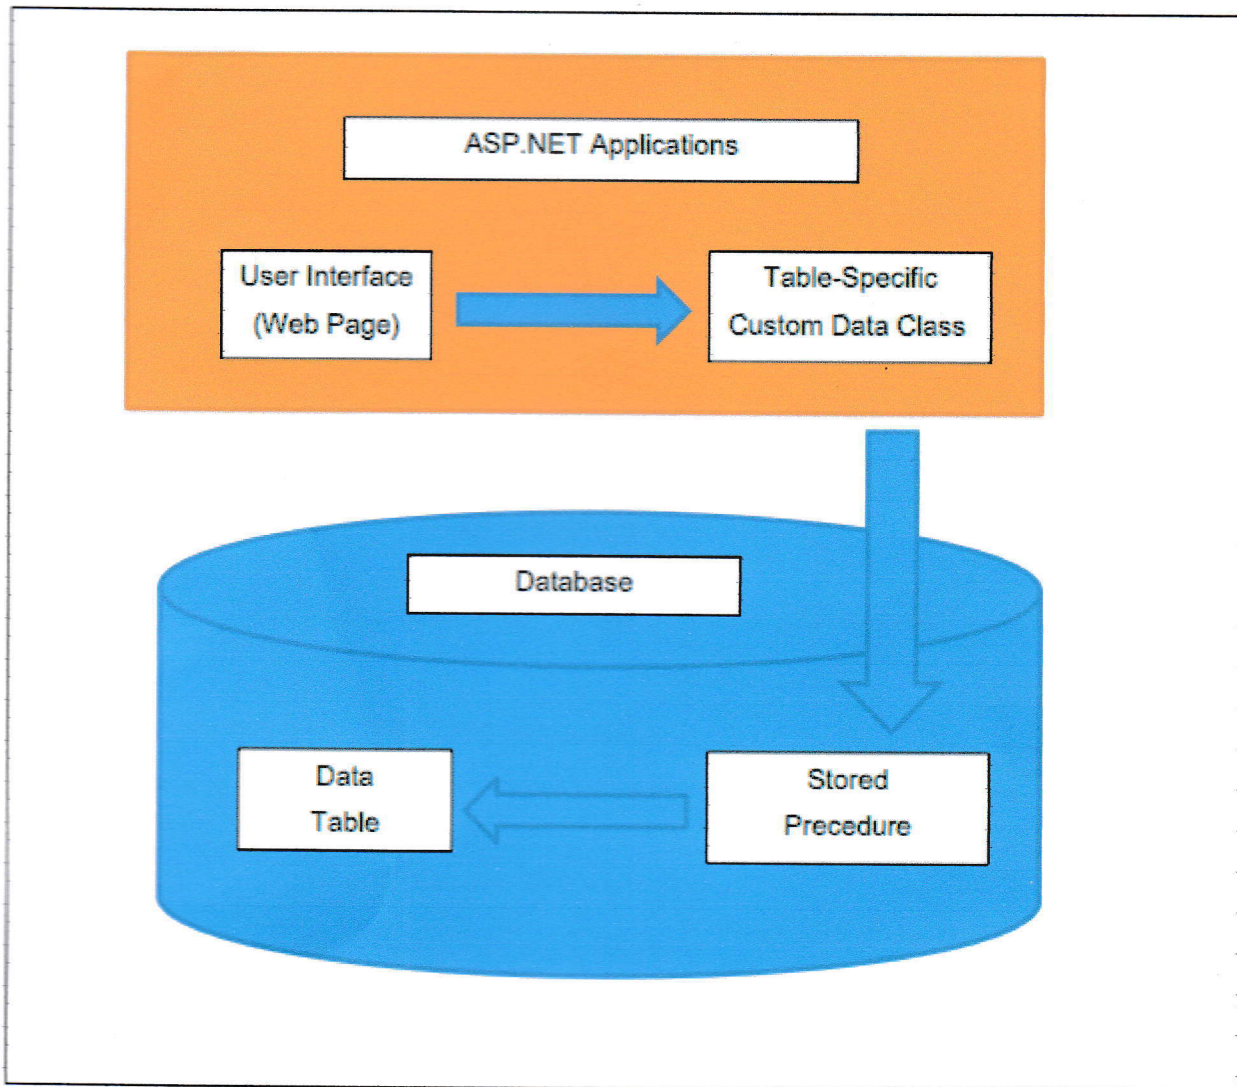 ASP.NET Applications
User Interface
(Web Page)
Table-Specific
Custom Data Class
Database
Data
Table
Stored
Precedure